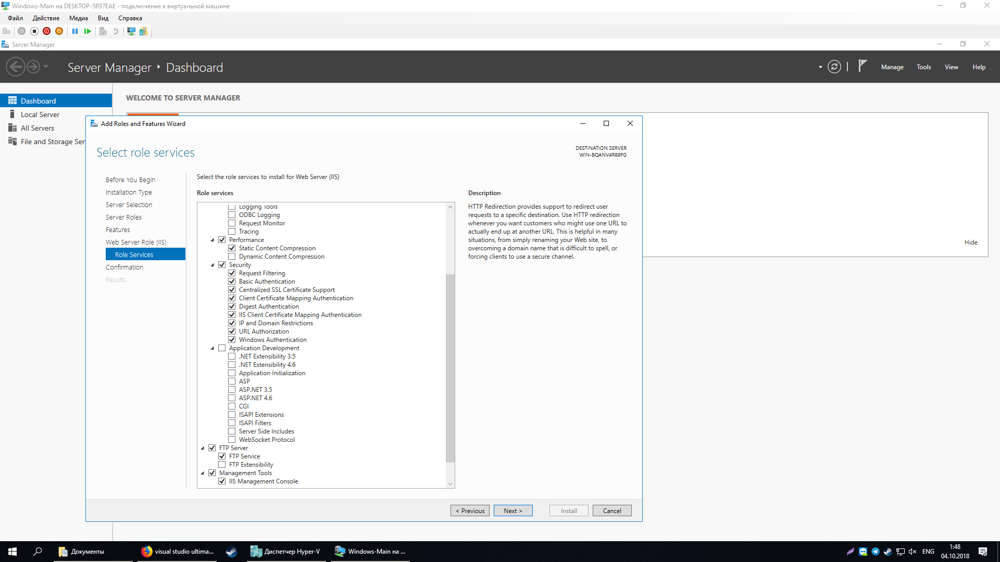 Windows-Main на DESKTOP-5R97EAE - подключение к виртуальной машине
Файл Действие Медиа Вид Справка
Server Manager
Server Manager Dashboard
Manage Tools View Help
Dashboard
Local Server
All Servers
File and Storage Ser
WELCOME TO SERVER MANAGER
Hide
Add Roles and Features Wizard
Select role services
DESTINATION SERVER
WIN-BQANV4R89FG
Before You Begin
Installation Type
Server Selection
Server Roles
Features
Web Server Role (IIS)
Role Services
Confirmation
Results
Select the role services to install for Web Server (IIS)
Role services
Logging Tools
ODBC Logging
Request Monitor
Tracing
Performance
Static Content Compression
Dynamic Content Compression
Security
Request Filtering
Basic Authentication
Centralized SSL Certificate Support
Client Certificate Mapping Authentication
Digest Authentication
IIS Client Certificate Mapping Authentication
IP and Domain Restrictions
URL Authorization
Windows Authentication
Application Development
.NET Extensibility 3.5
.NET Extensibility 4.6
Application Initialization
ASP
ASP.NET 3.5
ASP.NET 4.6
CGI
ISAPI Extensions
ISAPI Filters
Server Side Includes
WebSocket Protocol
FTP Server
FTP Service
FTP Extensibility
Management Tools
IIS Management Console
Description
HTTP Redirection provides support to redirect user
requests to a specific destination. Use HTTP redirection
whenever you want customers who might use one URL to
actually end up at another URL. This is helpful in many
situations, from simply renaming your Web site, to
overcoming a domain name that is difficult to spell, or
forcing clients to use a secure channel.
< Previous Next > Install Cancel
Документы visual studio ultima... Диспетчер Hyper-V Windows-Main на ... ENG
1:48
04.10.2018